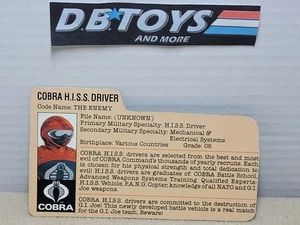 D.B.★TOYS
AND MORE
COBRA H.I.S.S. DRIVER
Code Name: THE ENEMY
File Name: (UNKNOWN)
Primary Military Specialty: H.I.S.S. Driver
Secondary Military Specialty: Mechanical &
Electrical Systems
Birthplace: Various Countries Grade: 05
COBRA H.I.S.S. drivers are selected from the best and most
evil of COBRA Command's thousands of yearly recruits. Each
is chosen for his physical strength and total dedication to
evil! H.I.S.S. drivers are graduates of COBRA Battle School,
Advanced Weapons Systems Training. Qualified Experts:
H.I.S.S. Vehicle, F.A.N.G. Copter; knowledge of all NATO and G.I.
Joe weapons.
COBRA H.I.S.S. drivers are committed to the destruction of
G.I. Joe! This newly developed battle vehicle is a real match
for the G.I. Joe team. Beware!
COBRA